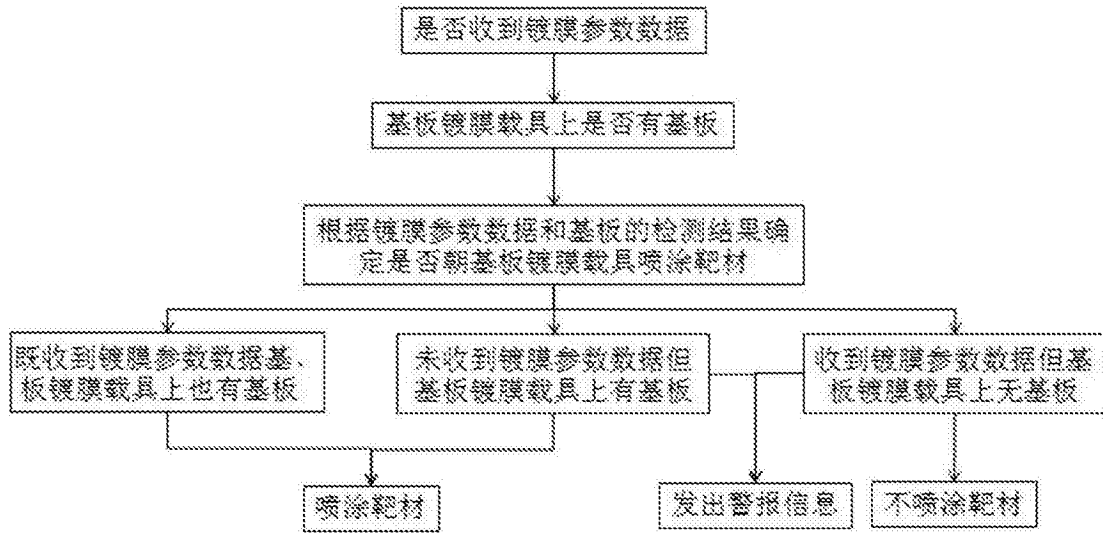 是否收到镀膜参数数据
基板镀膜载具上是否有基板
根据镀膜参数数据和基板的检测结果确
定是否朝基板镀膜载具喷涂靶材
既收到镀膜参数数据基、
板镀膜载具上也有基板
未收到镀膜参数数据但
基板镀膜载具上有基板
收到镀膜参数数据但基
板镀膜载具上无基板
喷涂靶材
发出警报信息
不喷涂靶材